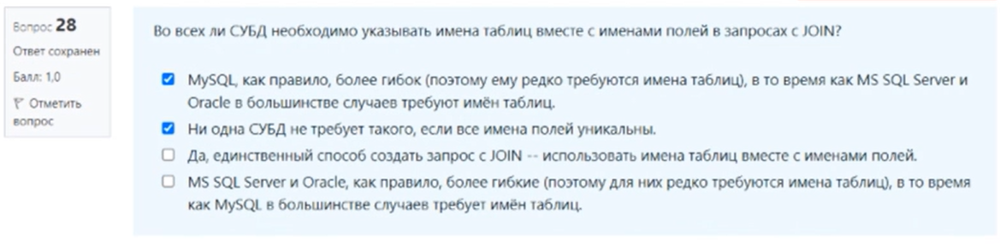 Вопрос 28
Ответ сохранен
Балл: 1,0
Отметить
вопрос
Во всех ли СУБД необходимо указывать имена таблиц вместе с именами полей в запросах с JOIN?
MySQL, как правило, более гибок (поэтому ему редко требуются имена таблиц), в то время как MS SQL Server и
Oracle в большинстве случаев требуют имён таблиц.
Ни одна СУБД не требует такого, если все имена полей уникальны.
Да, единственный способ создать запрос с JOIN -- использовать имена таблиц вместе с именами полей.
MS SQL Server и Oracle, как правило, более гибкие (поэтому для них редко требуются имена таблиц), в то время
как MySQL в большинстве случаев требует имён таблиц.